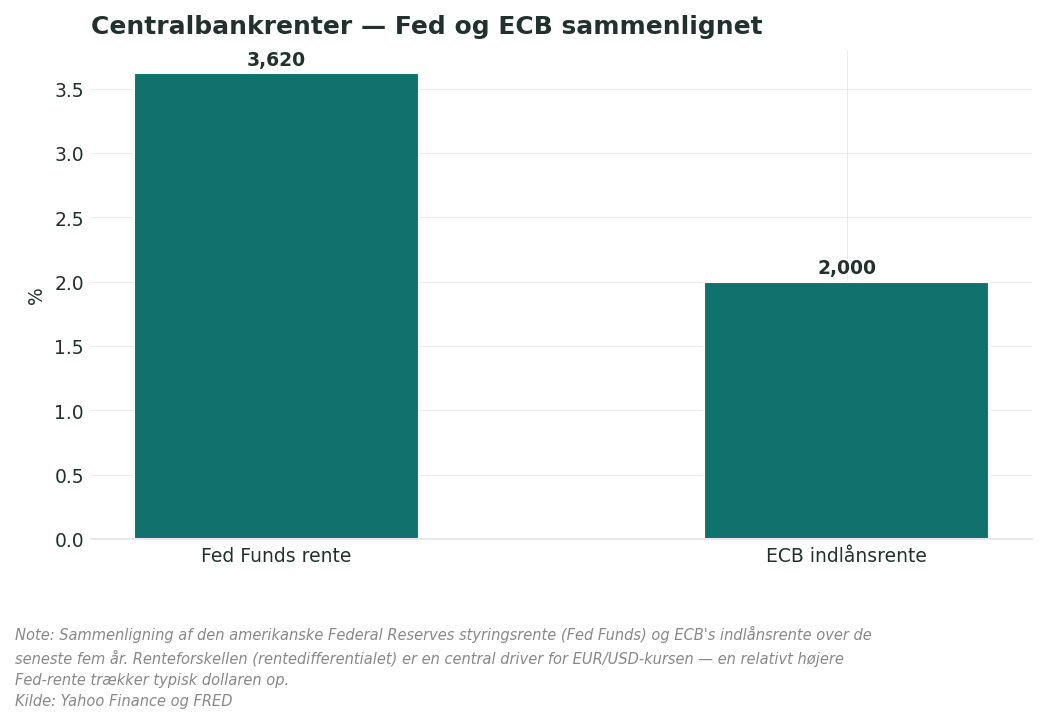 Centralbankrenter — Fed og ECB sammenlignet
3,620
3.5
3.0
2.5
2,000
2.0
%
1.5
1.0
0.5
0.0
Fed Funds rente
ECB indlånsrente
Note: Sammenligning af den amerikanske Federal Reserves styringsrente (Fed Funds) og ECB's indlånsrente over de
seneste fem år. Renteforskellen (rentedifferentialet) er en central driver for EUR/USD-kursen — en relativt højere
Fed-rente trækker typisk dollaren op.
Kilde: Yahoo Finance og FRED